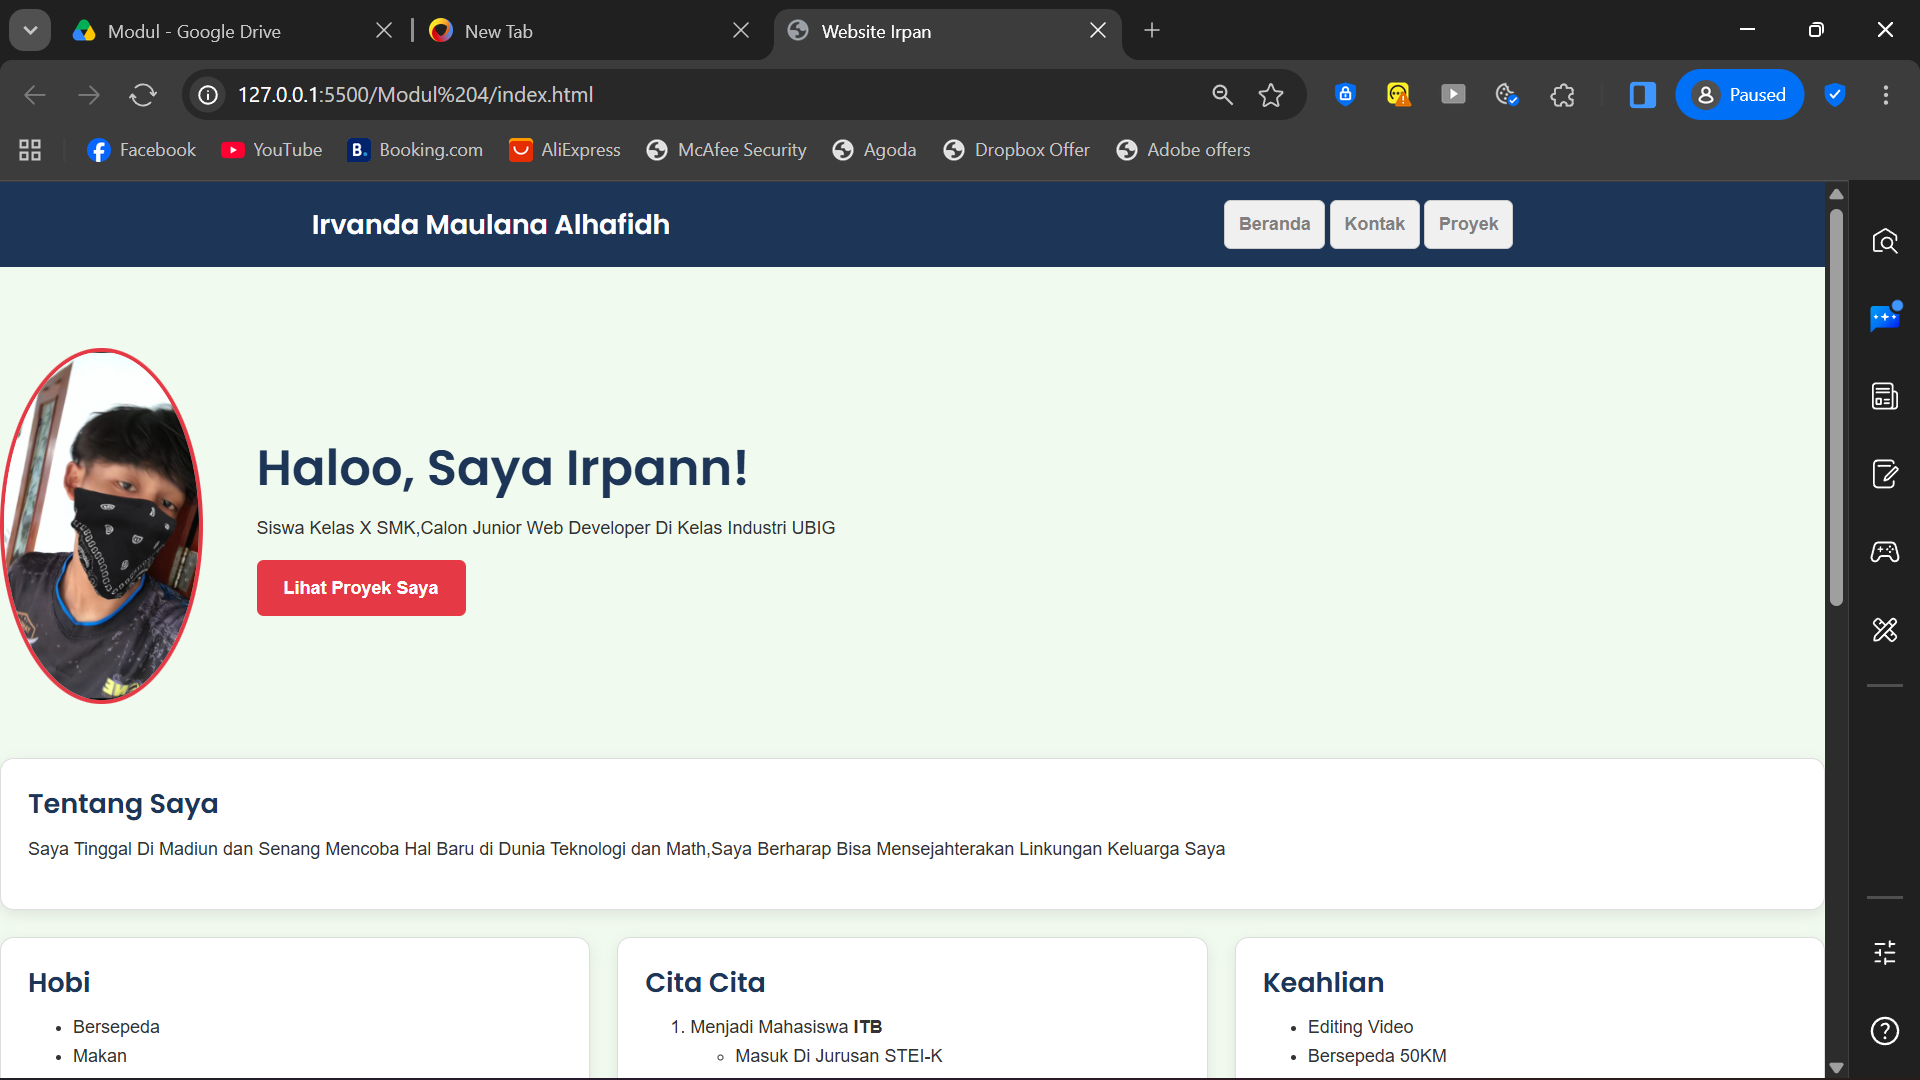 Modul - Google Drive
New Tab
Website Irpan
127.0.0.1:5500/Modul%204/index.html
Paused
Facebook
YouTube
B.
Booking.com
AliExpress
McAfee Security
Agoda
Dropbox Offer
Adobe offers
Irvanda Maulana Alhafidh
Beranda
Kontak
Proyek
Haloo, Saya Irpann!
Siswa Kelas X SMK,Calon Junior Web Developer Di Kelas Industri UBIG
Lihat Proyek Saya
Tentang Saya
Saya Tinggal Di Madiun dan Senang Mencoba Hal Baru di Dunia Teknologi dan Math,Saya Berharap Bisa Mensejahterakan Linkungan Keluarga Saya
Hobi
• Bersepeda
• Makan
Cita Cita
1. Menjadi Mahasiswa ITB
◦ Masuk Di Jurusan STEI-K
Keahlian
• Editing Video
• Bersepeda 50KM